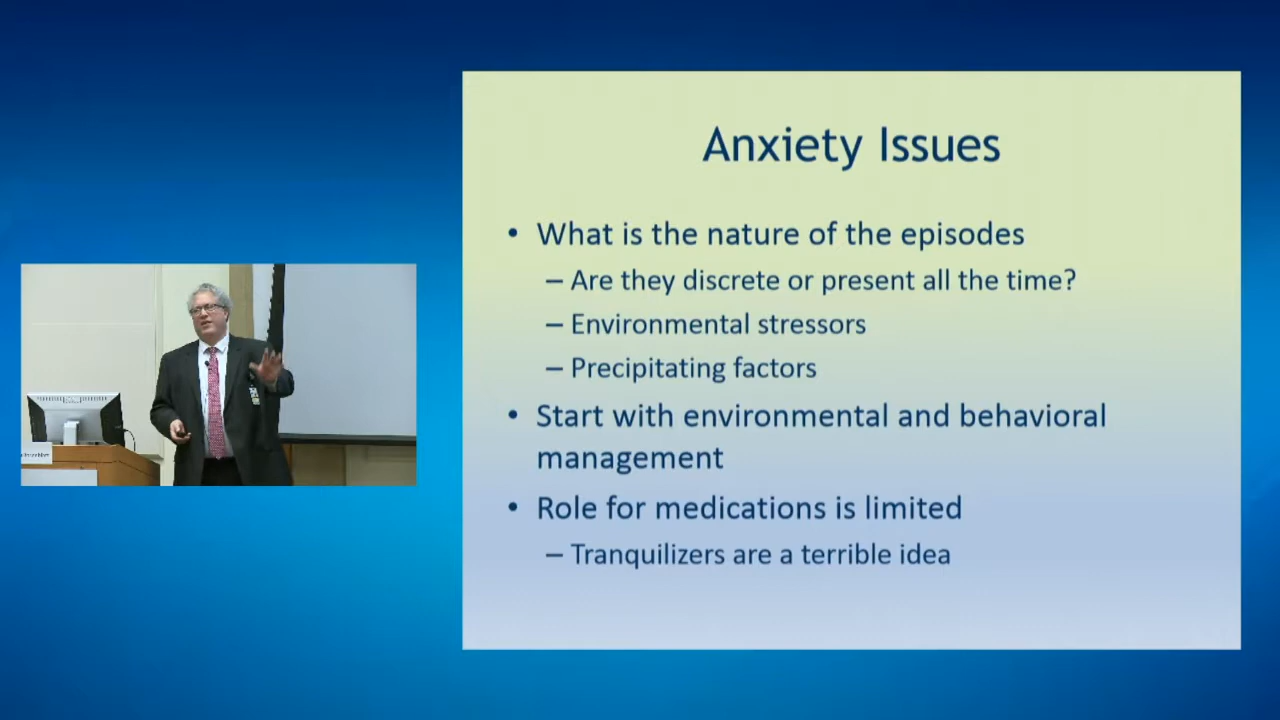 Anxiety Issues
• What is the nature of the episodes
– Are they discrete or present all the time?
– Environmental stressors
– Precipitating factors
• Start with environmental and behavioral
management
• Role for medications is limited
– Tranquilizers are a terrible idea